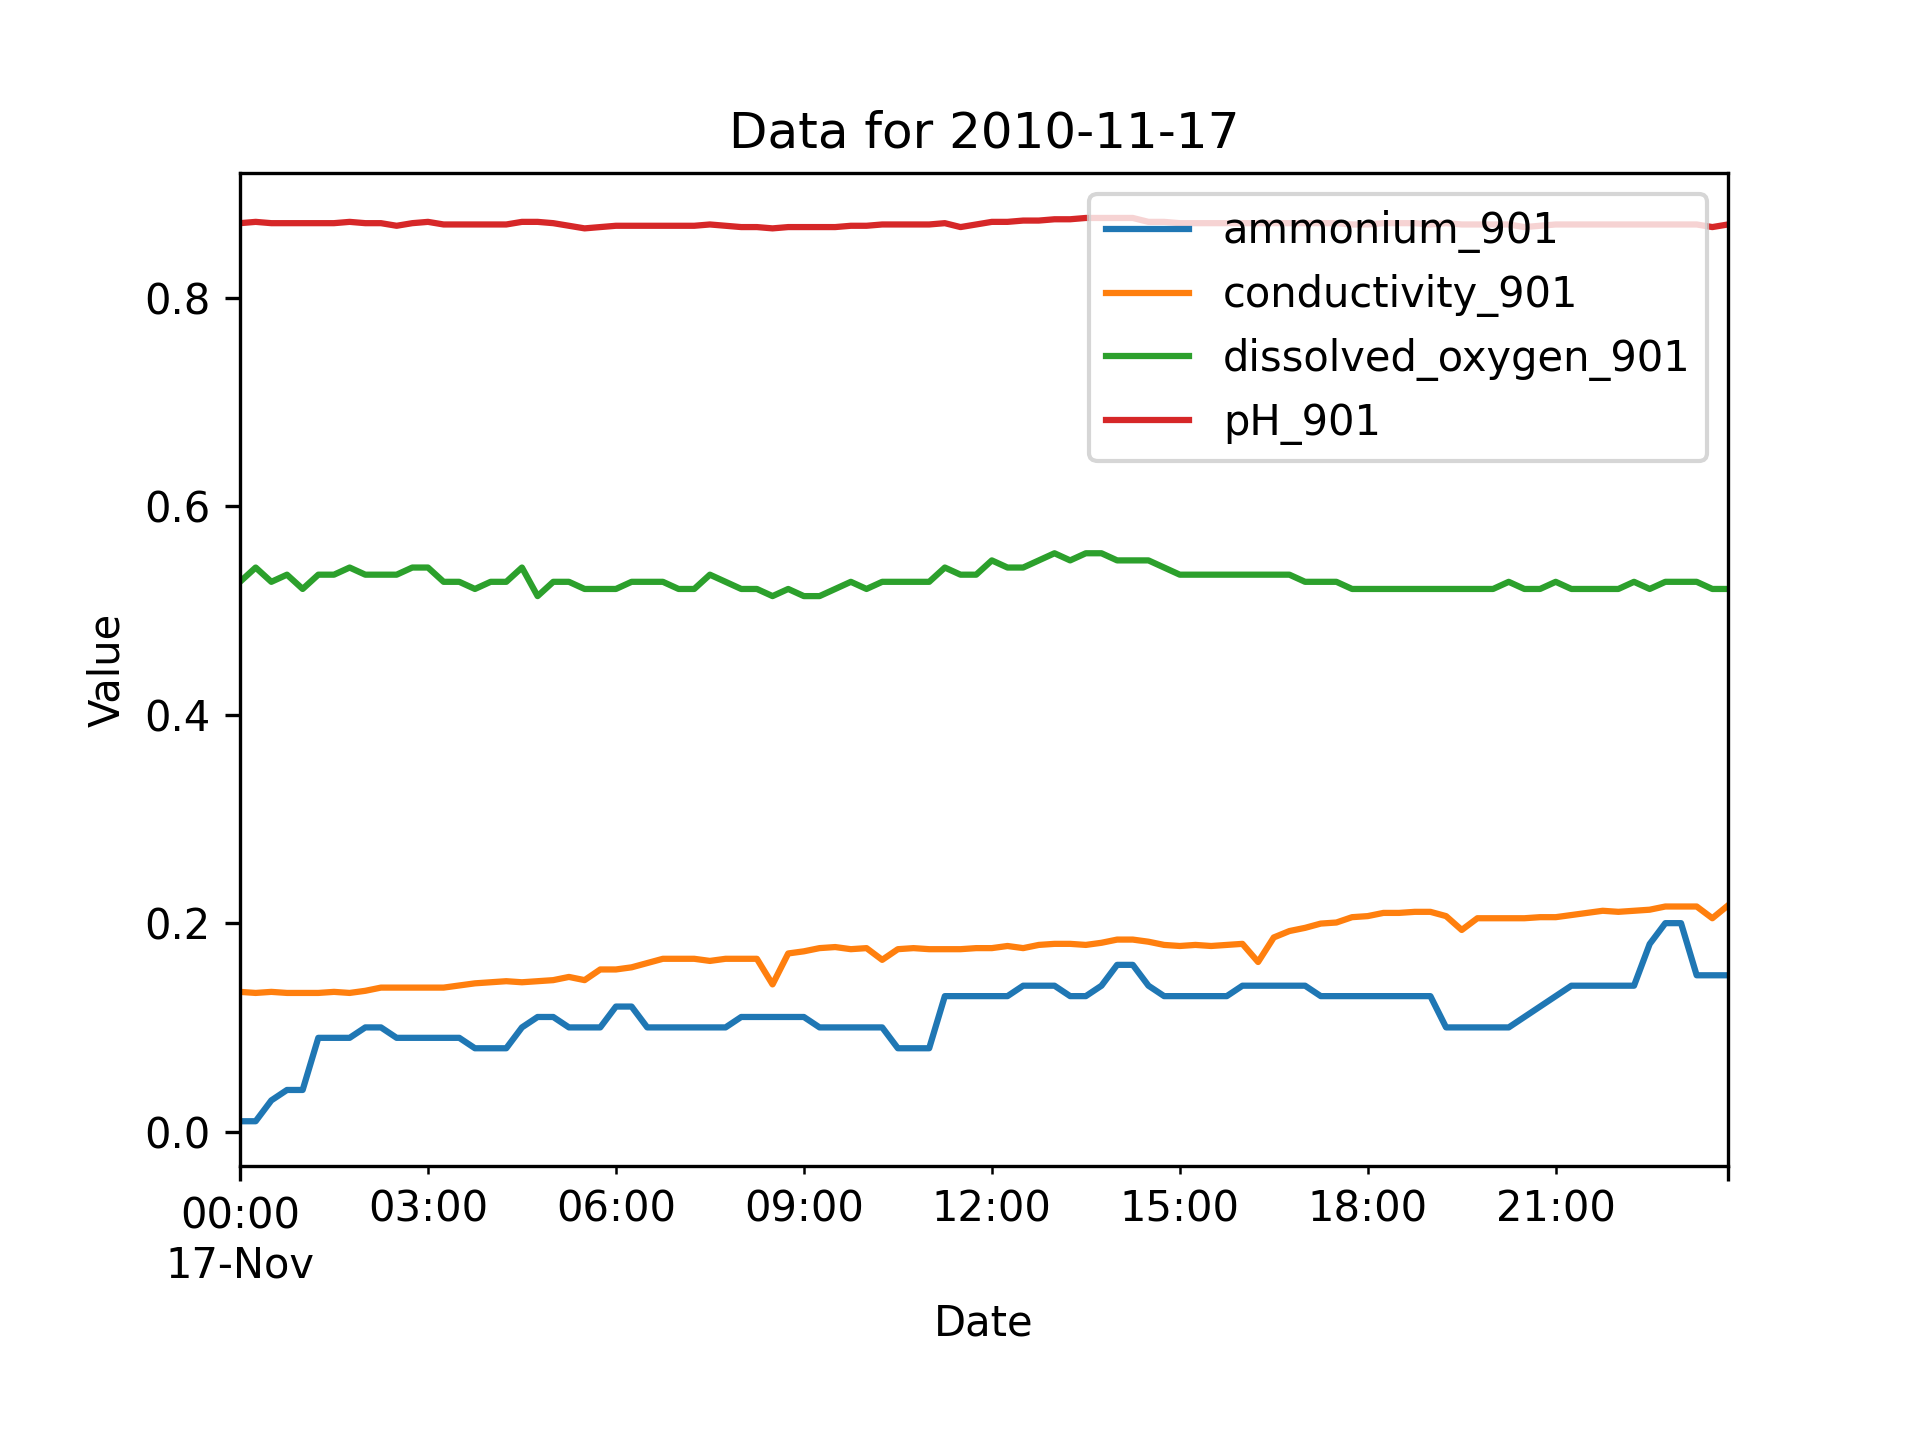 Data for 2010-11-17
ammonium_901
conductivity_901
dissolved_oxygen_901
pH_901
Value
0.8
0.6
0.4
0.2
0.0
00:00 03:00 06:00 09:00 12:00 15:00 18:00 21:00
17-Nov
Date